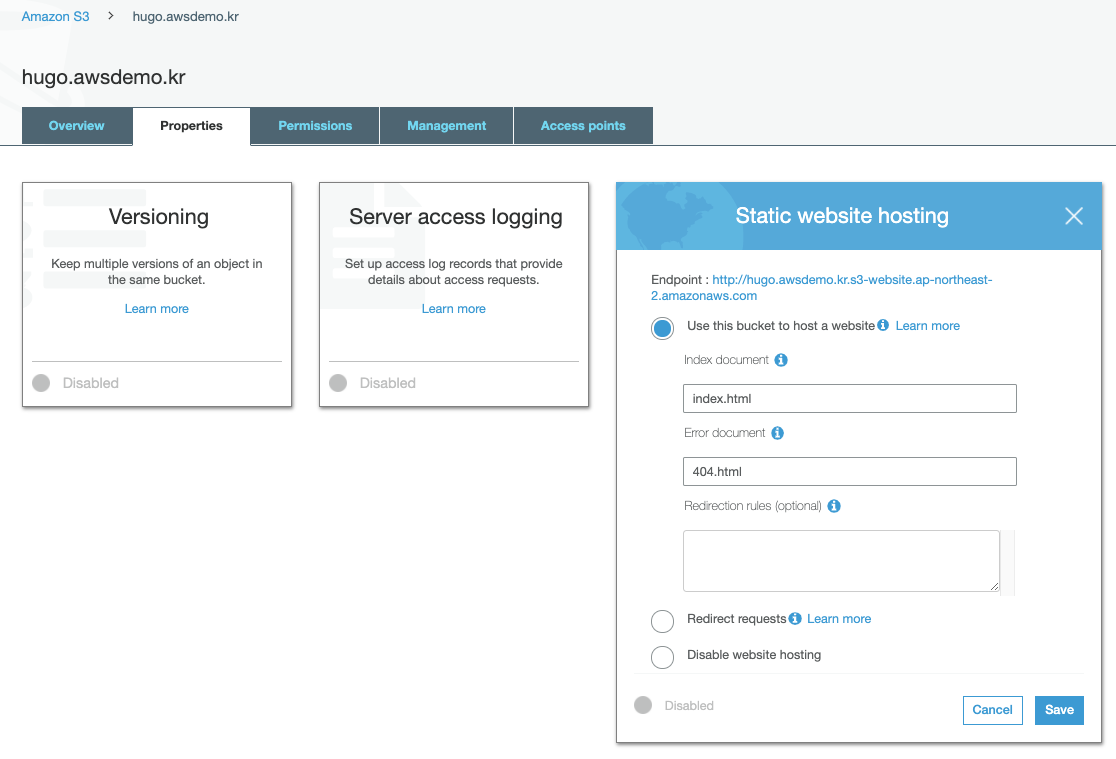 Amazon S3 > hugo.awsdemo.kr
hugo.awsdemo.kr
Overview Properties Permissions Management Access points
Versioning
Keep multiple versions of an object in
the same bucket.
Learn more
Disabled
Server access logging
Set up access log records that provide
details about access requests.
Learn more
Disabled
Static website hosting
Endpoint : http://hugo.awsdemo.kr.s3-website.ap-northeast-
2.amazonaws.com
Use this bucket to host a website Learn more
Index document
index.html
Error document
404.html
Redirection rules (optional)
Redirect requests Learn more
Disable website hosting
Disabled
Cancel Save